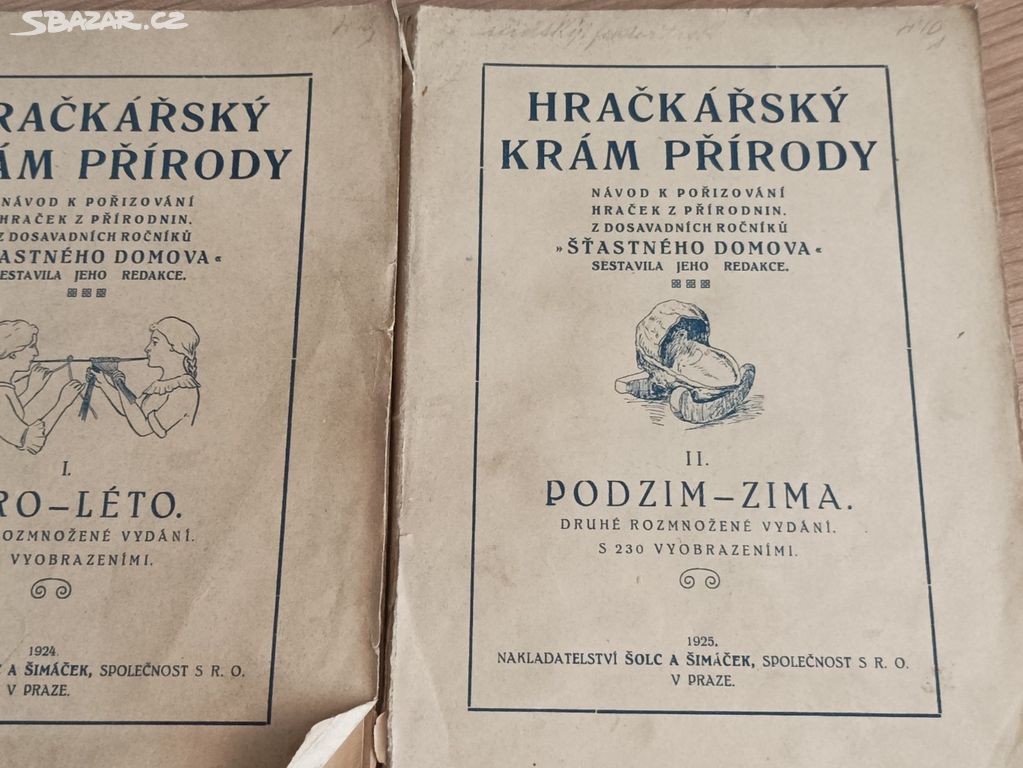 SBAZAR.CZ
RAČKÁŘSKÝ
ÁM PŘÍRODY
NÁVOD K POŘIZOVÁNÍ
HRAČEK Z PŘÍRODNIN.
Z DOSAVADNÍCH ROČNÍKŮ
ŤASTNÉHO DOMOVA«
SESTAVILA JEHO REDAKCE.
I.
RO–LÉTO.
ROZMNOŽENÉ VYDÁNÍ.
VYOBRAZENÍMI.
1924
C A ŠIMÁČEK, SPOLEČNOST S R. O.
V PRAZE.
HRAČKÁŘSKÝ
KRÁM PŘÍRODY
NÁVOD K POŘIZOVÁNÍ
HRAČEK Z PŘÍRODNIN.
Z DOSAVADNÍCH ROČNÍKŮ
»ŠŤASTNÉHO DOMOVA«
SESTAVILA JEHO REDAKCE.
II.
PODZIM–ZIMA.
DRUHÉ ROZMNOŽENÉ VYDÁNÍ.
S 230 VYOBRAZENÍMI.
1925.
NAKLADATELSTVÍ ŠOLC A ŠIMÁČEK, SPOLEČNOST S R. O.
V PRAZE.